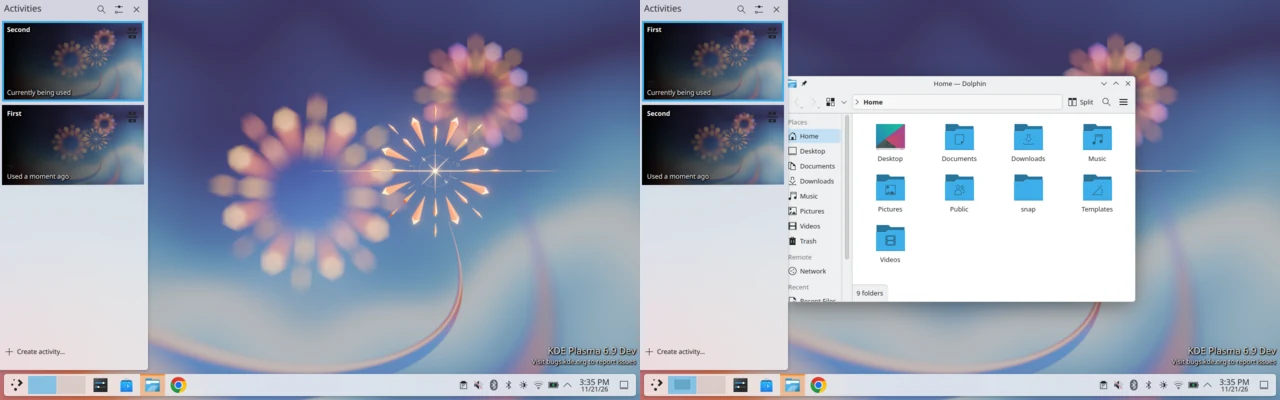 Activities
Second
Currently being used
First
Used a moment ago
Create activity...
KDE Plasma 6.9 Dev
Visit bugs.kde.org to report issues
3:35 PM
11/21/26
Activities
First
Currently being used
Second
Used a moment ago
Create activity...
Home — Dolphin
Home
Split
Places
Home
Desktop
Documents
Downloads
Music
Pictures
Videos
Trash
Remote
Network
Recent
Recent Files
Desktop
Documents
Downloads
Music
Pictures
Public
snap
Templates
Videos
9 folders
KDE Plasma 6.9 Dev
Visit bugs.kde.org to report issues
3:35 PM
11/21/26